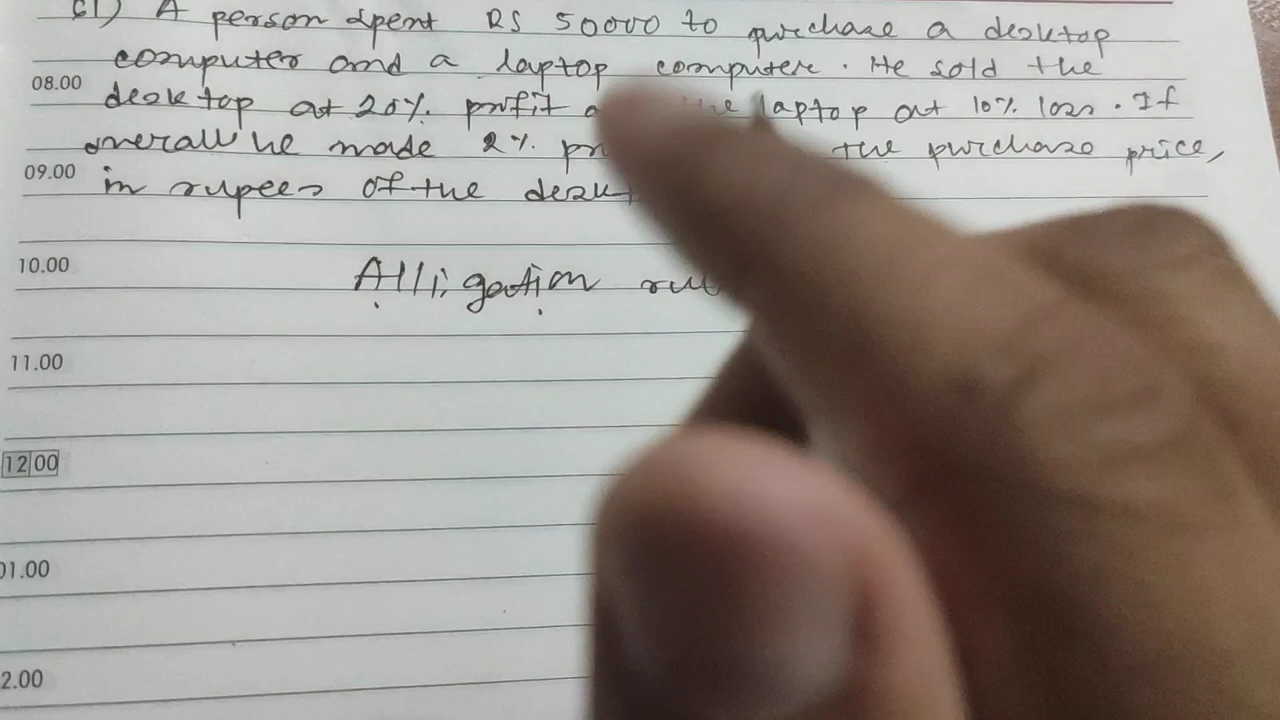 Q1) A person spent RS 50000 to purchase a desktop
computer and a laptop computer. He sold the
08.00
desktop at 20% profit laptop at 10% loss. If
overall he made 2% the purchase price,
09.00
in rupees of the
10.00
Alligation
11.00
12 00
01.00
2.00